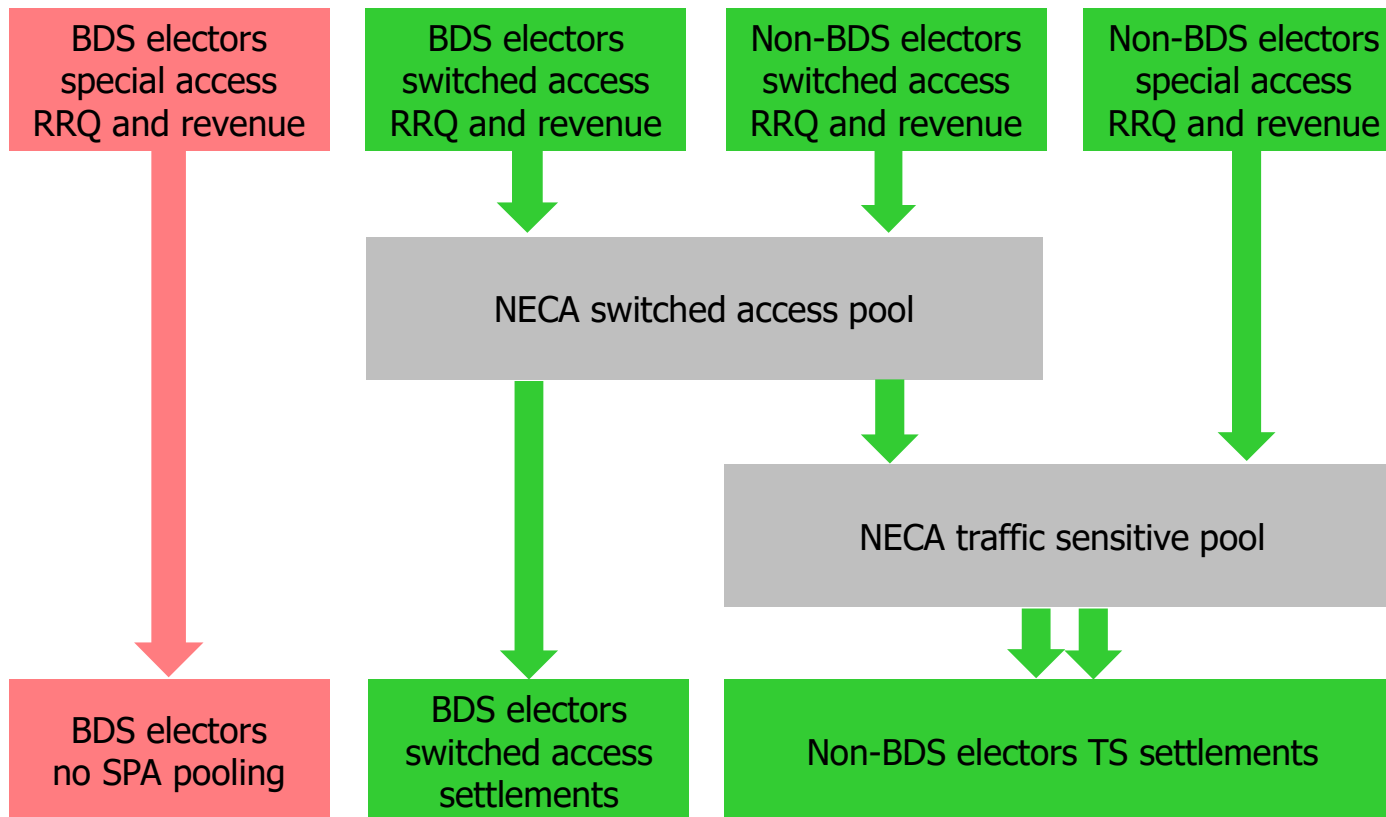 BDS electors
special access
RRQ and revenue
BDS electors
switched access
RRQ and revenue
Non-BDS electors
switched access
RRQ and revenue
Non-BDS electors
special access
RRQ and revenue
NECA switched access pool
NECA traffic sensitive pool
BDS electors
no SPA pooling
BDS electors
switched access
settlements
Non-BDS electors TS settlements